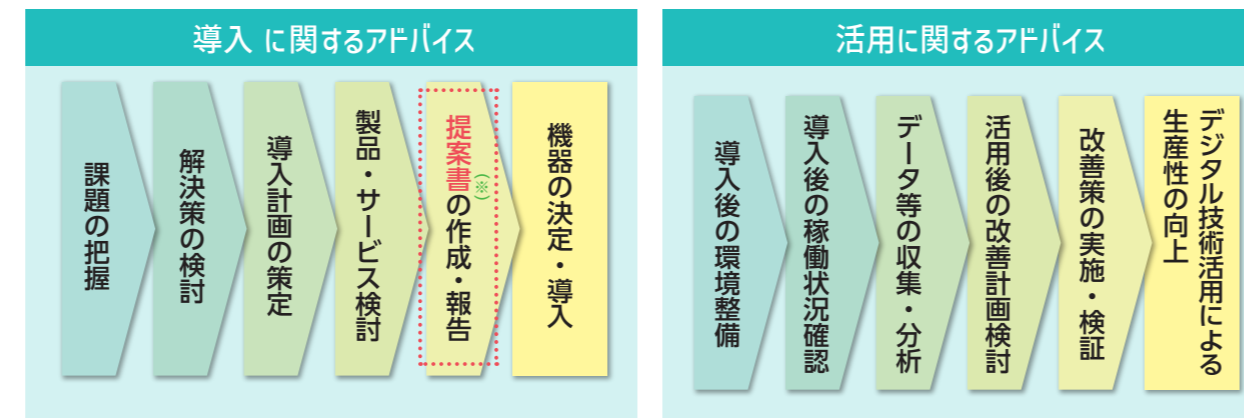 導入 に関するアドバイス
課題の把握
解決策の検討
導入計画の策定
製品・サービス検討
提案書(※)の作成・報告
機器の決定・導入
活用に関するアドバイス
導入後の環境整備
導入後の稼働状況確認
データ等の収集・分析
活用後の改善計画検討
改善策の実施・検証
デジタル技術活用による
生産性の向上